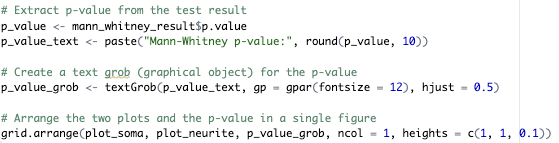 # Extract p-value from the test result
p_value <- mann_whitney_result$p.value
p_value_text <- paste("Mann-Whitney p-value:", round(p_value, 10))
# Create a text grob (graphical object) for the p-value
p_value_grob <- textGrob(p_value_text, gp = gpar(fontsize = 12), hjust = 0.5)
# Arrange the two plots and the p-value in a single figure
grid.arrange(plot_soma, plot_neurite, p_value_grob, ncol = 1, heights = c(1, 1, 0.1))